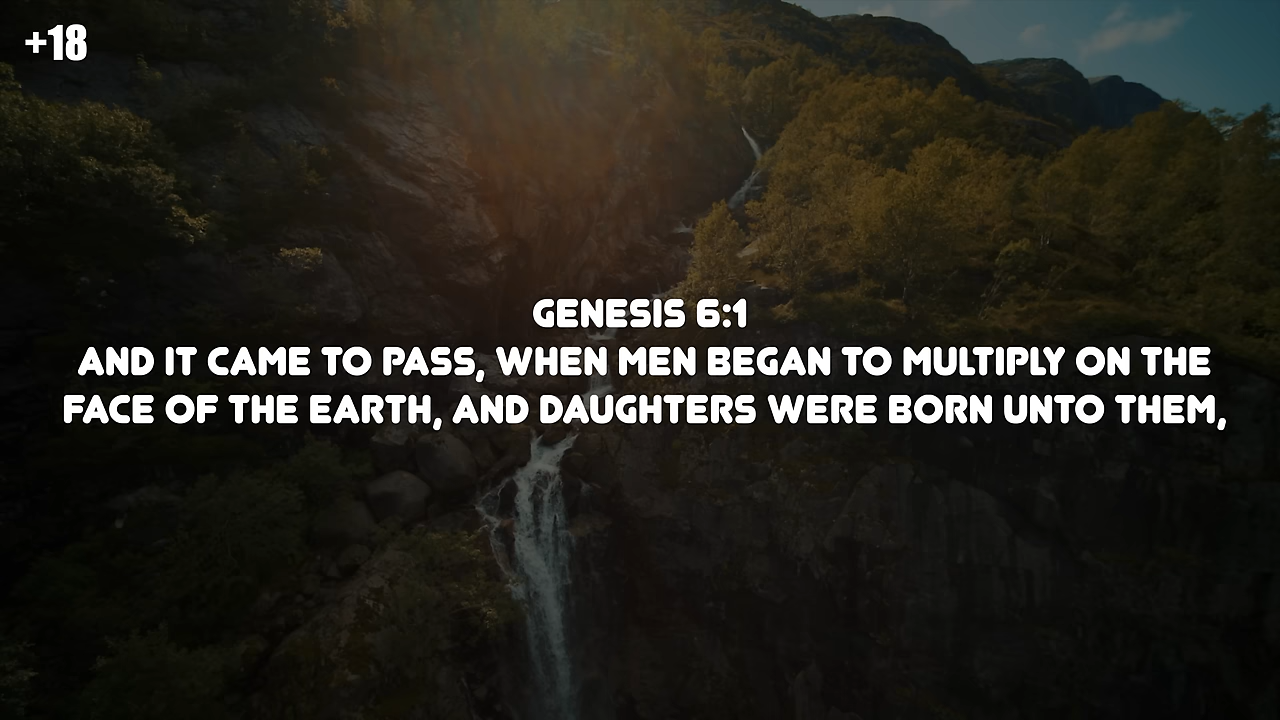 +18
GENESIS 6:1
AND IT CAME TO PASS, WHEN MEN BEGAN TO MULTIPLY ON THE
FACE OF THE EARTH, AND DAUGHTERS WERE BORN UNTO THEM,